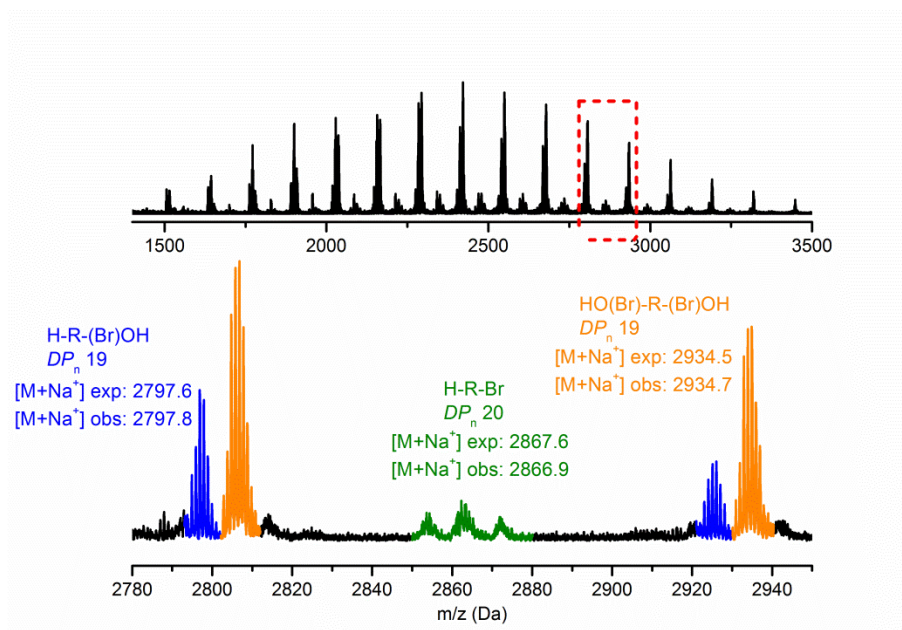 1500 2000 2500 3000 3500
H-R-(Br)OH
DPn 19
[M+Na+] exp: 2797.6
[M+Na+] obs: 2797.8
H-R-Br
DPn 20
[M+Na+] exp: 2867.6
[M+Na+] obs: 2866.9
HO(Br)-R-(Br)OH
DPn 19
[M+Na+] exp: 2934.5
[M+Na+] obs: 2934.7
2780 2800 2820 2840 2860 2880 2900 2920 2940
m/z (Da)